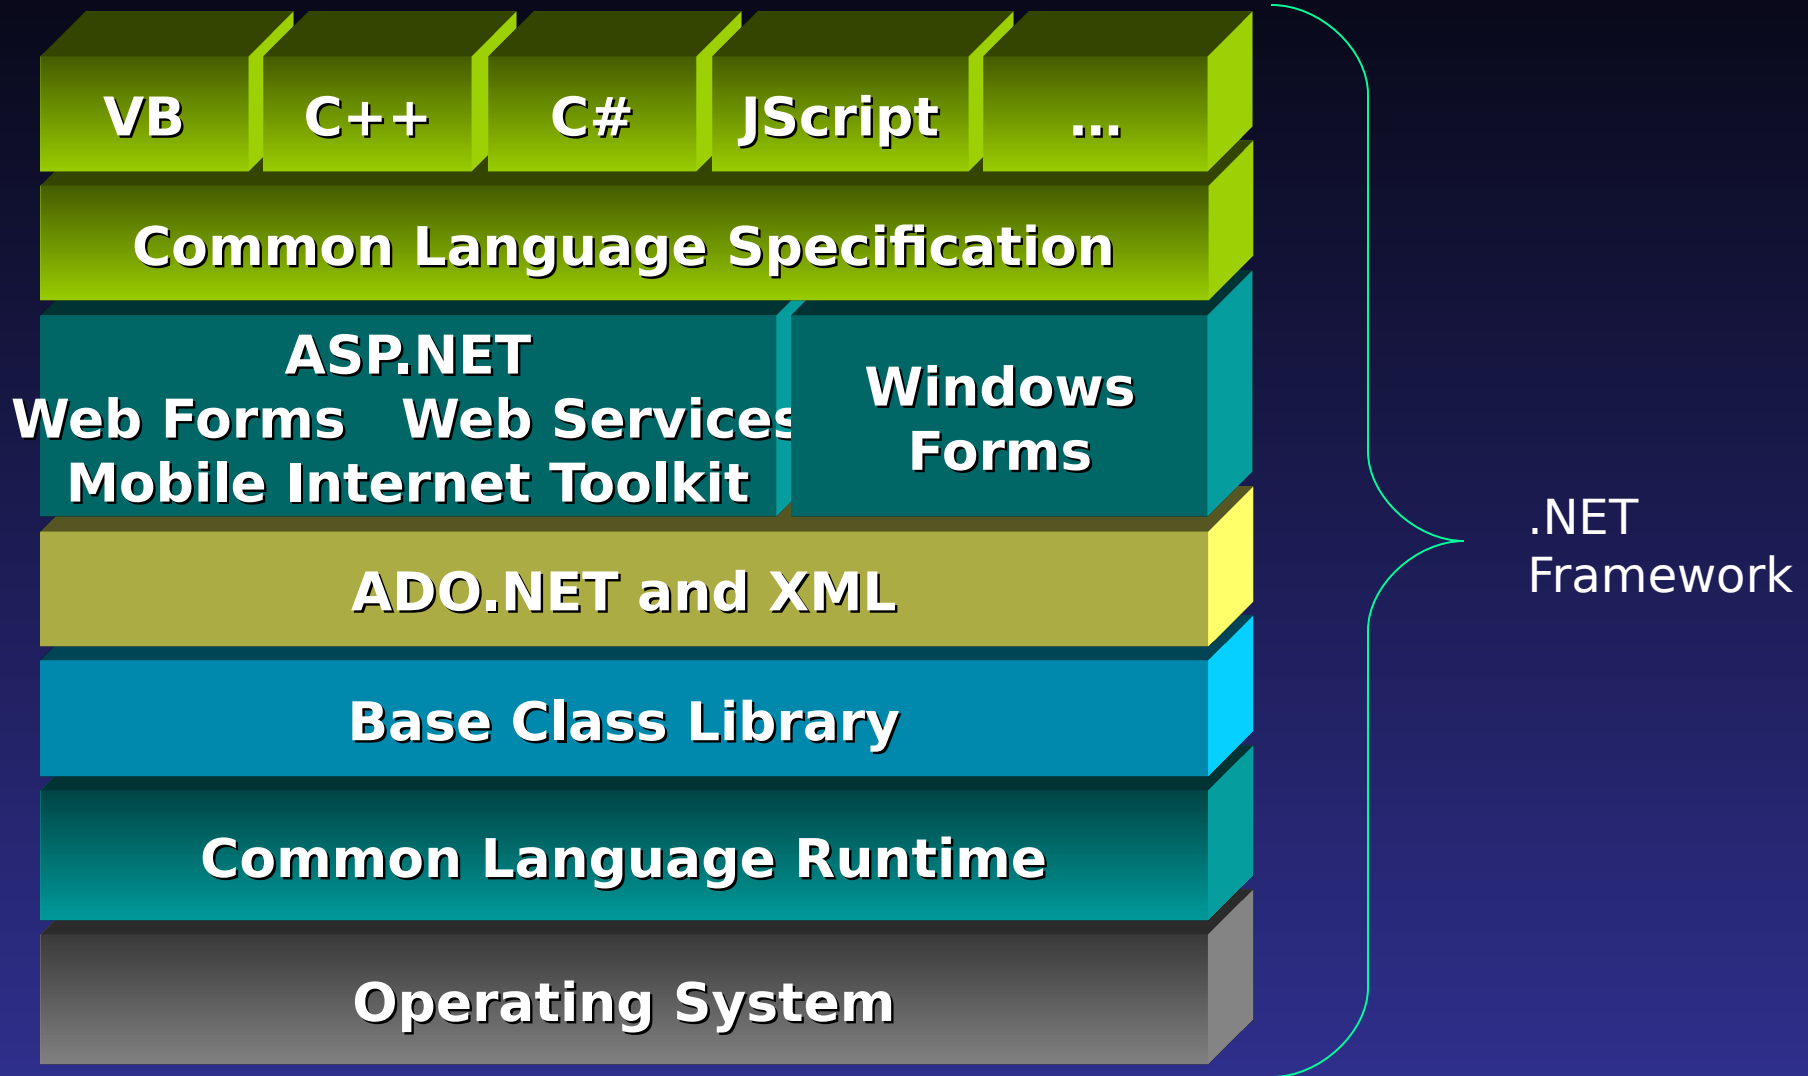 VB
C++
C#
JScript
...
Common Language Specification
ASP.NET
Web Forms   Web Services
Mobile Internet Toolkit
Windows
Forms
ADO.NET and XML
Base Class Library
Common Language Runtime
Operating System
.NET
Framework